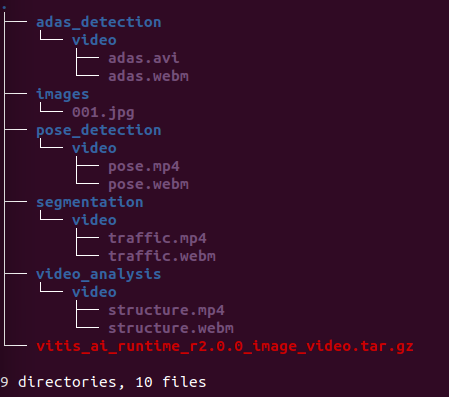 .
├── adas_detection
│   └── video
│       ├── adas.avi
│       └── adas.webm
├── images
│   └── 001.jpg
├── pose_detection
│   └── video
│       ├── pose.mp4
│       └── pose.webm
├── segmentation
│   └── video
│       ├── traffic.mp4
│       └── traffic.webm
├── video_analysis
│   └── video
│       ├── structure.mp4
│       └── structure.webm
└── vitis_ai_runtime_r2.0.0_image_video.tar.gz
9 directories, 10 files